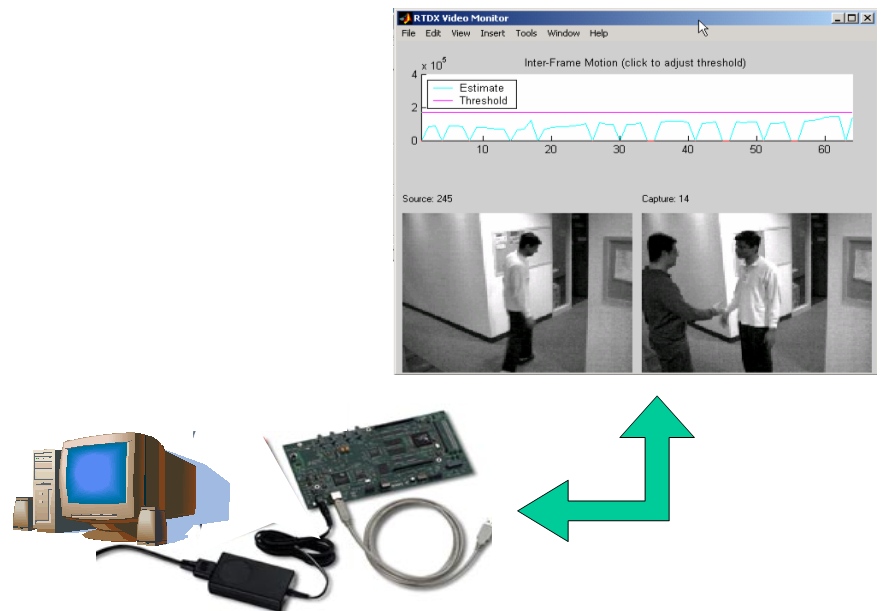 RTDX Video Monitor
File Edit View Insert Tools Window Help
x 10^5
Inter-Frame Motion (click to adjust threshold)
4
2
0
Estimate
Threshold
10 20 30 40 50 60
Source: 245 Capture: 14